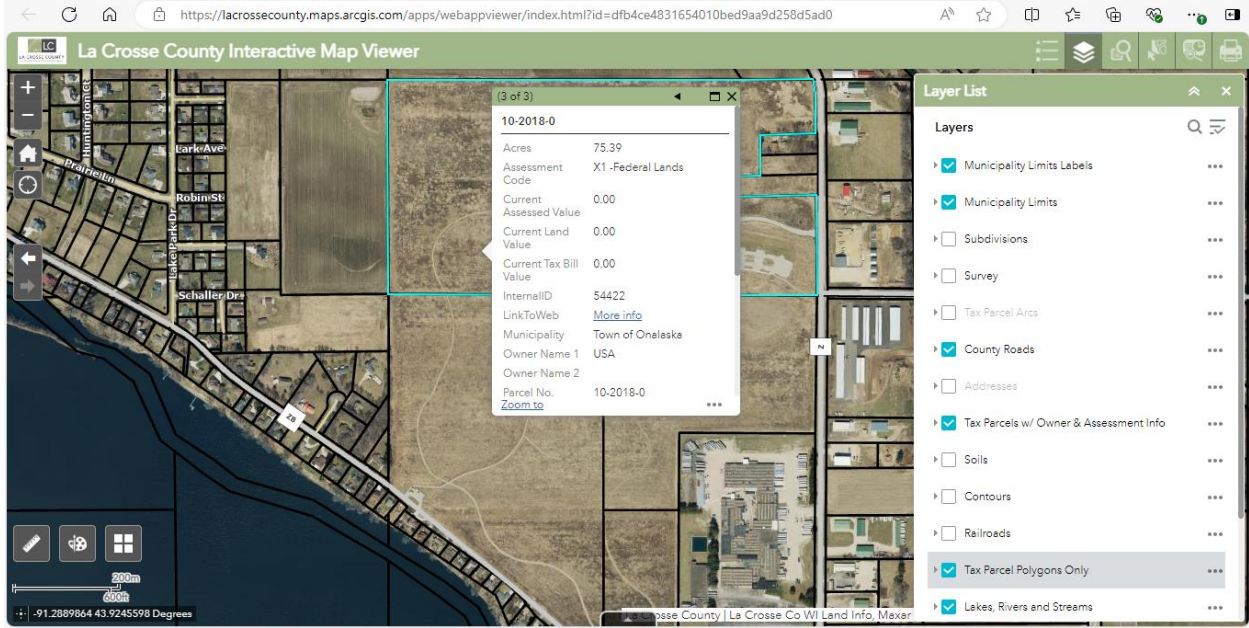 https://lacrossecounty.maps.arcgis.com/apps/webappviewer/index.html?id=dfb4ce4831654010bed9aa9d258d5ad0
LC
LA CROSSE COUNTY
La Crosse County Interactive Map Viewer
Huntington Ct
Lark Ave
Prairie Ln
Robin St
Lake Park Dr
Schaller Dr
ZB
N
(3 of 3)
10-2018-0
Acres 75.39
Assessment Code X1 -Federal Lands
Current Assessed Value 0.00
Current Land Value 0.00
Current Tax Bill Value 0.00
InternalID 54422
LinkToWeb More info
Municipality Town of Onalaska
Owner Name 1 USA
Owner Name 2
Parcel No. 10-2018-0
Zoom to
Layer List
Layers
Municipality Limits Labels
Municipality Limits
Subdivisions
Survey
Tax Parcel Arcs
County Roads
Addresses
Tax Parcels w/ Owner & Assessment Info
Soils
Contours
Railroads
Tax Parcel Polygons Only
Lakes, Rivers and Streams
200m
600ft
-91.2889864 43.9245598 Degrees
La Crosse County | La Crosse Co WI Land Info, Maxar